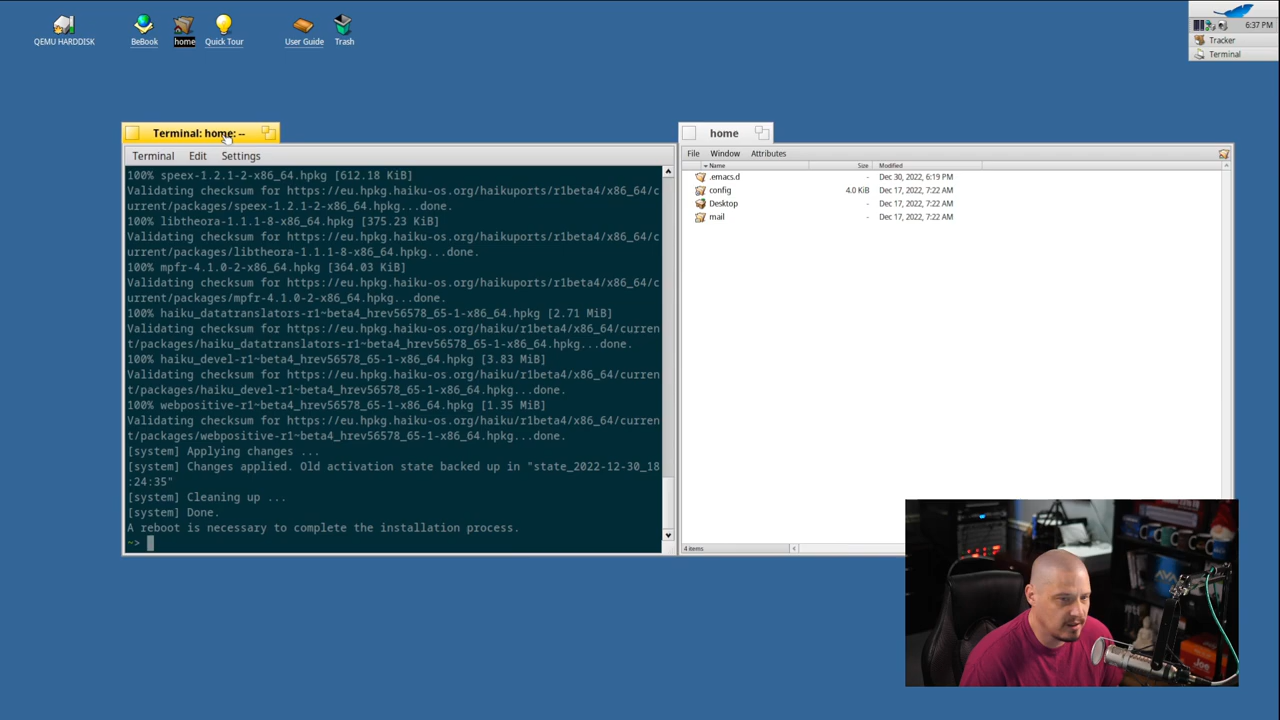 QEMU HARDDISK
BeBook
home
Quick Tour
User Guide
Trash
6:37 PM
Tracker
Terminal
Terminal: home: --
Terminal Edit Settings
100% speex-1.2.1-2-x86_64.hpkg [612.18 KiB]
Validating checksum for https://eu.hpkg.haiku-os.org/haikuports/r1beta4/x86_64/c
urrent/packages/speex-1.2.1-2-x86_64.hpkg...done.
100% libtheora-1.1.1-8-x86_64.hpkg [375.23 KiB]
Validating checksum for https://eu.hpkg.haiku-os.org/haikuports/r1beta4/x86_64/c
urrent/packages/libtheora-1.1.1-8-x86_64.hpkg...done.
100% mpfr-4.1.0-2-x86_64.hpkg [364.03 KiB]
Validating checksum for https://eu.hpkg.haiku-os.org/haikuports/r1beta4/x86_64/c
urrent/packages/mpfr-4.1.0-2-x86_64.hpkg...done.
100% haiku_datatranslators-r1~beta4_hrev56578_65-1-x86_64.hpkg [2.71 MiB]
Validating checksum for https://eu.hpkg.haiku-os.org/haiku/r1beta4/x86_64/curren
t/packages/haiku_datatranslators-r1~beta4_hrev56578_65-1-x86_64.hpkg...done.
100% haiku_devel-r1~beta4_hrev56578_65-1-x86_64.hpkg [3.83 MiB]
Validating checksum for https://eu.hpkg.haiku-os.org/haiku/r1beta4/x86_64/curren
t/packages/haiku_devel-r1~beta4_hrev56578_65-1-x86_64.hpkg...done.
100% webpositive-r1~beta4_hrev56578_65-1-x86_64.hpkg [1.35 MiB]
Validating checksum for https://eu.hpkg.haiku-os.org/haiku/r1beta4/x86_64/curren
t/packages/webpositive-r1~beta4_hrev56578_65-1-x86_64.hpkg...done.
[system] Applying changes ...
[system] Changes applied. Old activation state backed up in "state_2022-12-30_18
:24:35"
[system] Cleaning up ...
[system] Done.
A reboot is necessary to complete the installation process.
~>
home
File Window Attributes
Name Size Modified
.emacs.d - Dec 30, 2022, 6:19 PM
config 4.0 KiB Dec 17, 2022, 7:22 AM
Desktop - Dec 17, 2022, 7:22 AM
mail - Dec 17, 2022, 7:22 AM
4 items
AVA